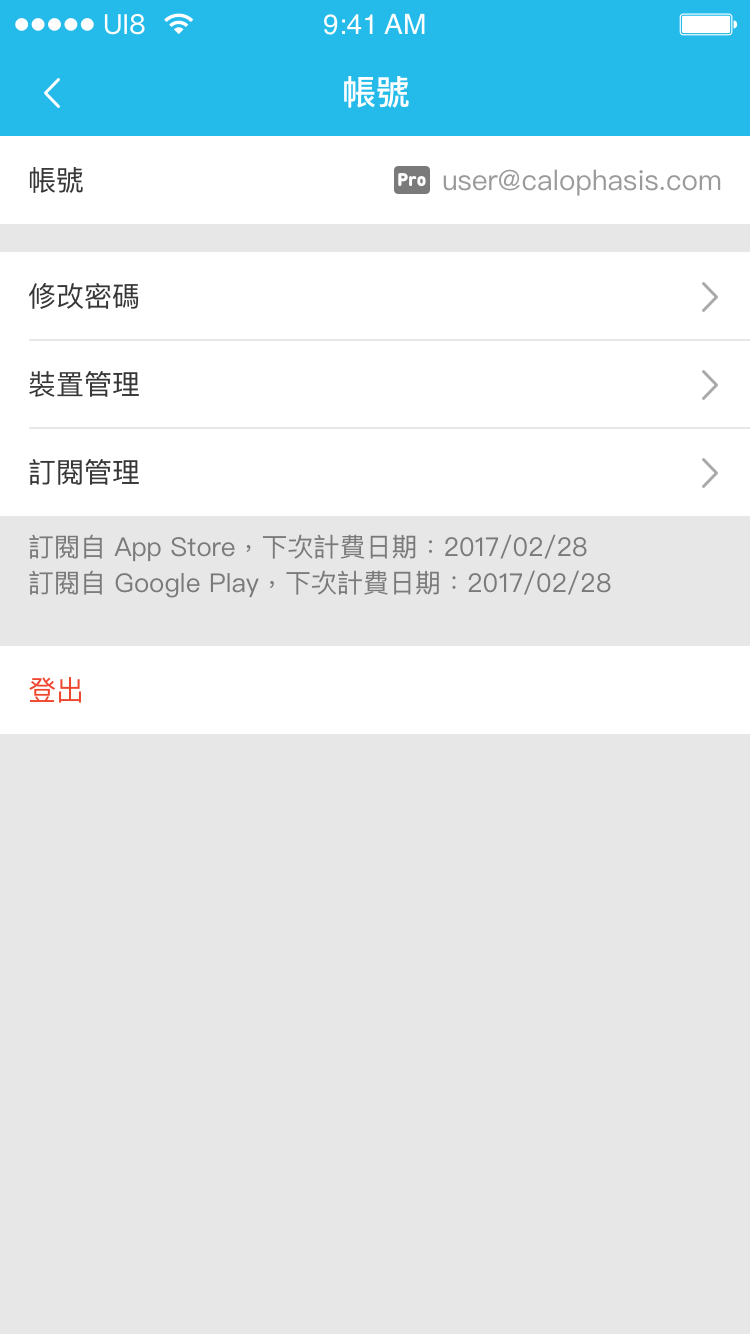 UI8 9:41 AM
帳號
帳號 Pro user@calophasis.com
修改密碼
裝置管理
訂閱管理
訂閱自 App Store，下次計費日期：2017/02/28
訂閱自 Google Play，下次計費日期：2017/02/28
登出